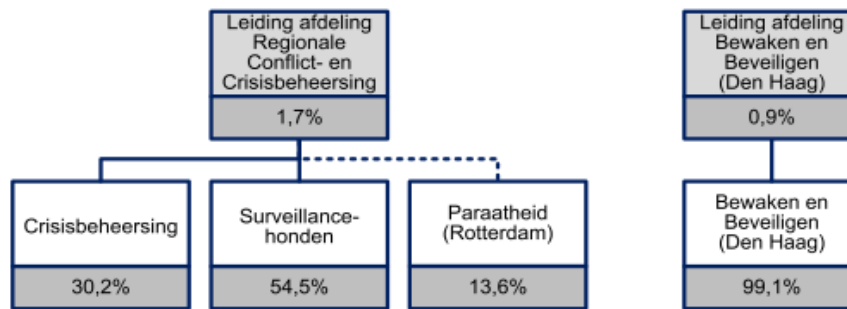 Leiding afdeling
Regionale
Conflict- en
Crisisbeheersing
1,7%
Leiding afdeling
Bewaken en
Beveiligen
(Den Haag)
0,9%
Crisisbeheersing
30,2%
Surveillance-
honden
54,5%
Paraatheid
(Rotterdam)
13,6%
Bewaken en
Beveiligen
(Den Haag)
99,1%